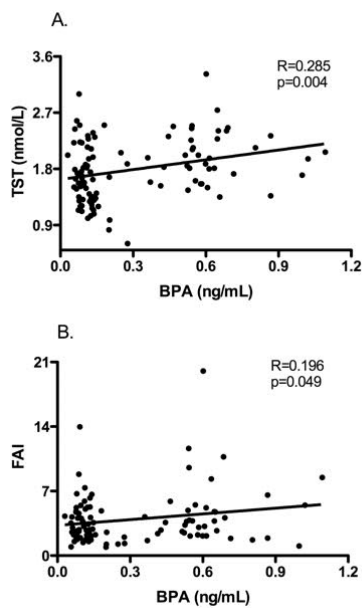 A.
R=0.285
p=0.004
TST (nmol/L)
3.6
2.7
1.8
0.9
0.0 0.3 0.6 0.9 1.2
BPA (ng/mL)
B.
R=0.196
p=0.049
FAI
21
14
7
0
0.0 0.3 0.6 0.9 1.2
BPA (ng/mL)